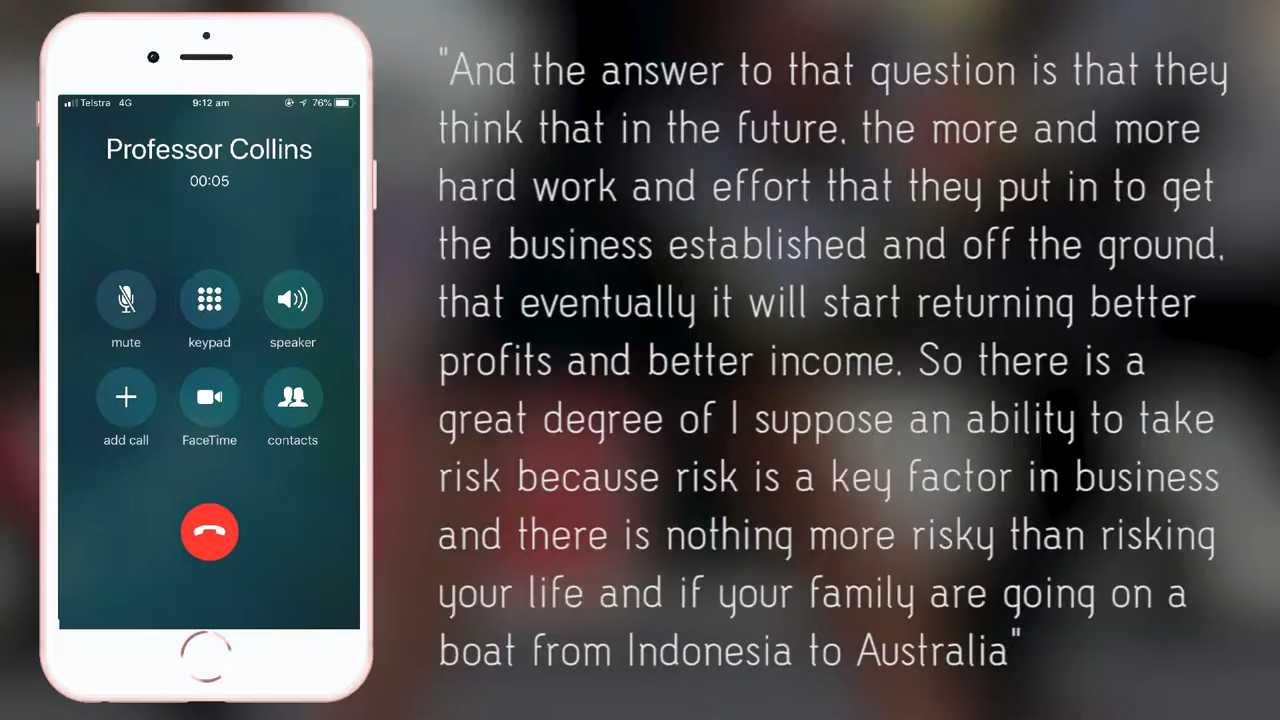 Telstra 4G 9:12 am 76%
Professor Collins
00:05
mute keypad speaker
add call FaceTime contacts
"And the answer to that question is that they
think that in the future, the more and more
hard work and effort that they put in to get
the business established and off the ground,
that eventually it will start returning better
profits and better income. So there is a
great degree of I suppose an ability to take
risk because risk is a key factor in business
and there is nothing more risky than risking
your life and if your family are going on a
boat from Indonesia to Australia"